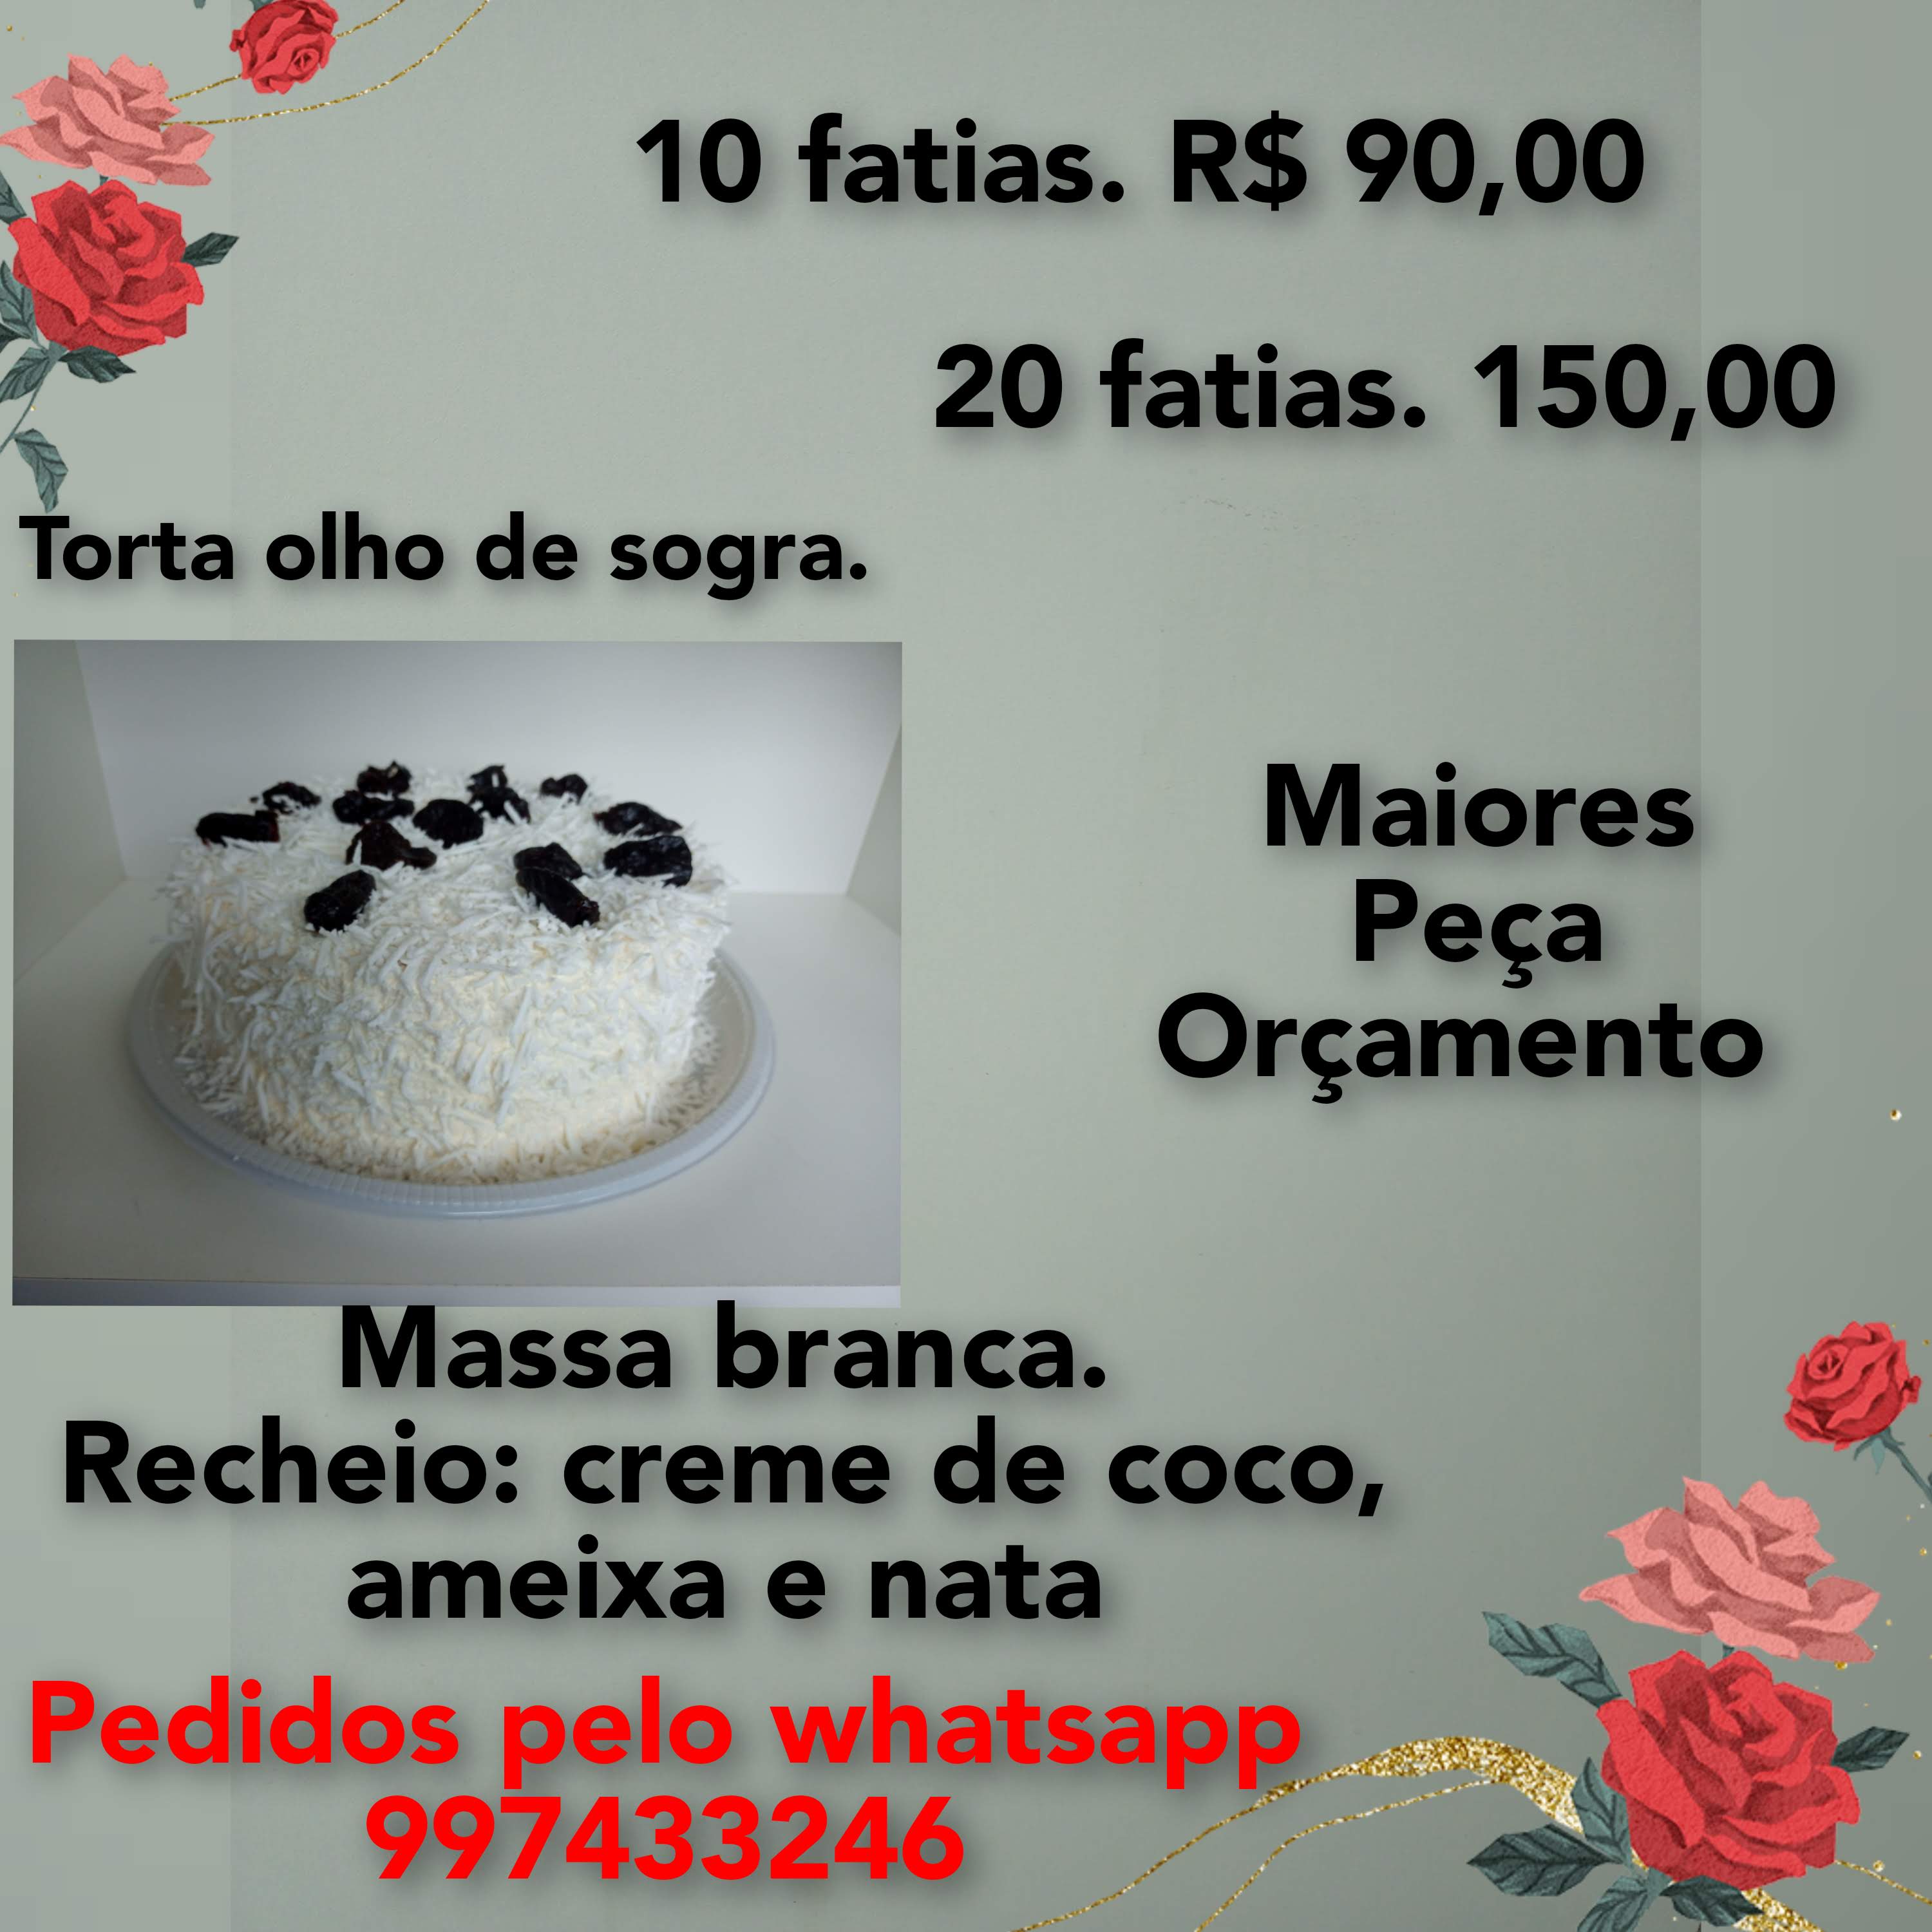 10 fatias. R$ 90,00
20 fatias. 150,00
Torta olho de sogra.
Maiores
Peça
Orçamento
Massa branca.
Recheio: creme de coco,
ameixa e nata
Pedidos pelo whatsapp
997433246